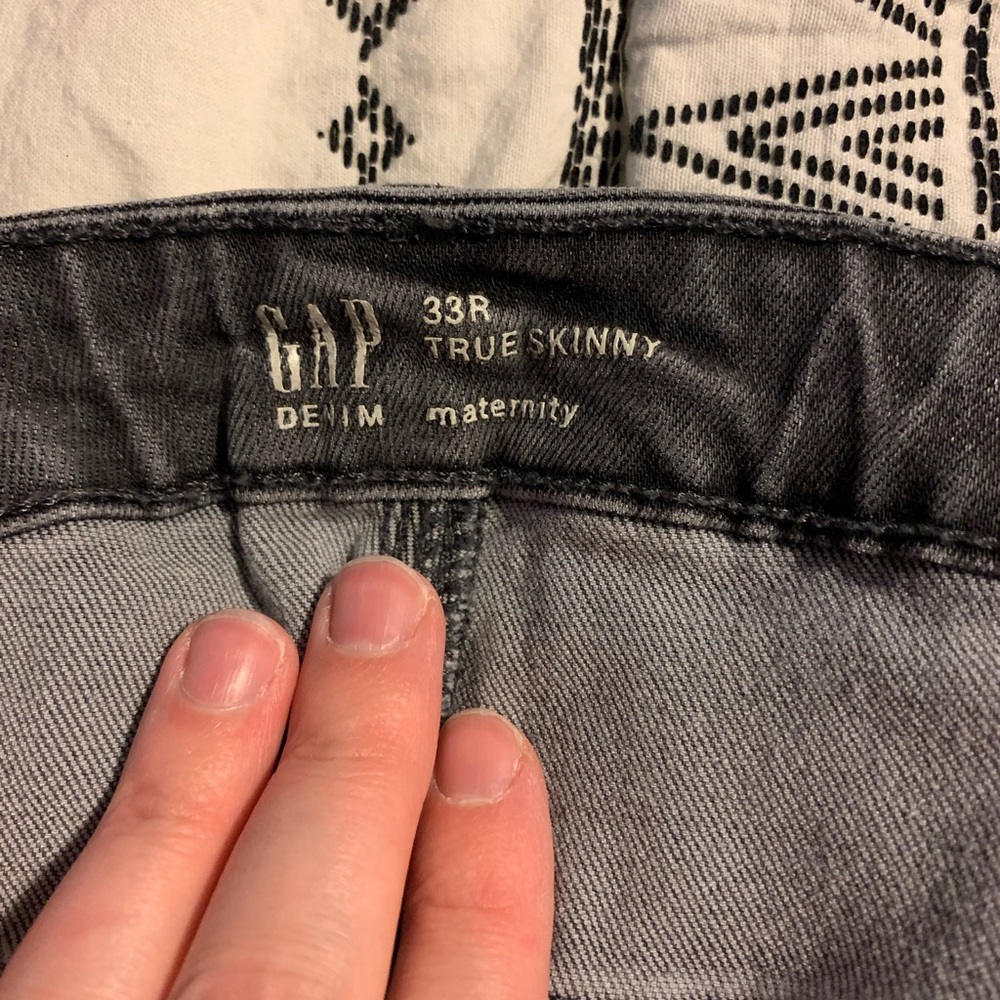 GAP
DENIM
33R
TRUE SKINNY
maternity